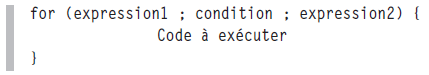 for (expression1 ; condition ; expression2) {
Code à exécuter
}